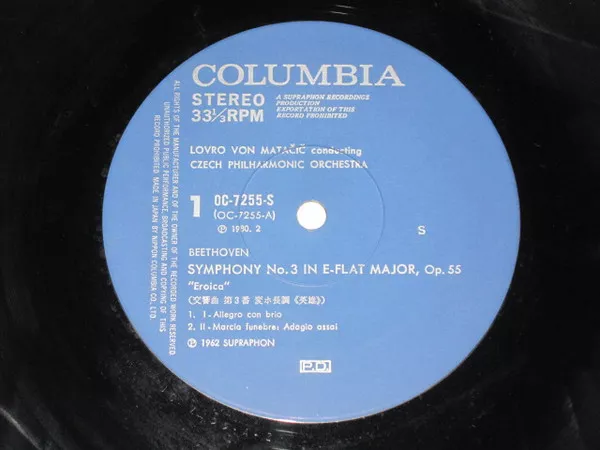 COLUMBIA
STEREO
33⅓RPM
A SUPRAPHON RECORDINGS
PRODUCTION
EXPORTATION OF THIS
RECORD PROHIBITED
LOVRO VON MATAČIĆ conducting
CZECH PHILHARMONIC ORCHESTRA
1
OC-7255-S
(OC-7255-A)
Ⓟ 1980. 2
S
BEETHOVEN
SYMPHONY No. 3 IN E-FLAT MAJOR, Op. 55
"Eroica"
(交響曲 第3番 変ホ長調《英雄》)
1. I-Allegro con brio
2. II-Marcia funebre: Adagio assai
Ⓟ 1962 SUPRAPHON
P.D.
ALL RIGHTS OF THE MANUFACTURER AND OF THE OWNER OF THE RECORDED WORK RESERVED
UNAUTHORIZED PUBLIC PERFORMANCE, BROADCASTING AND COPYING OF THIS
RECORD PROHIBITED. MADE IN JAPAN BY NIPPON COLUMBIA CO. LTD.